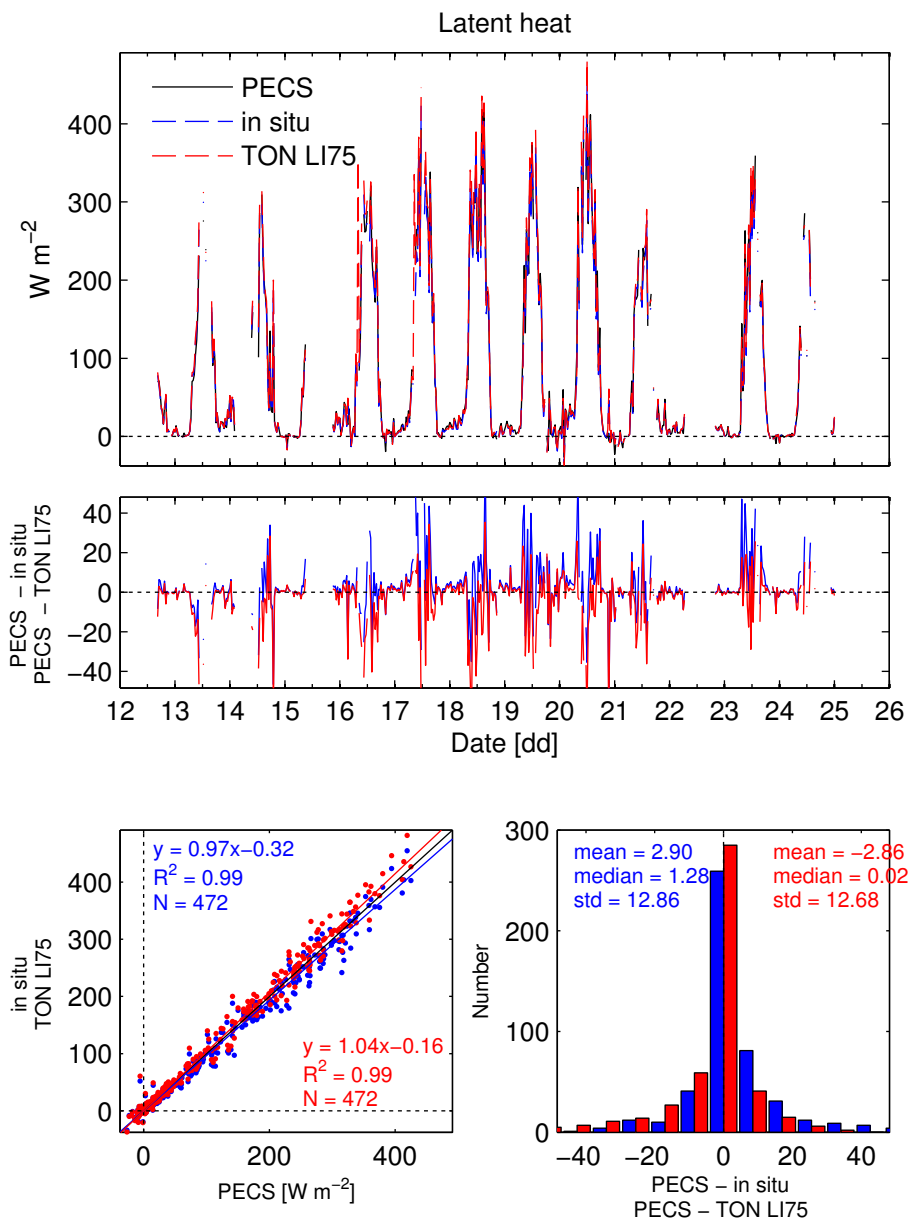 Latent heat
PECS
in situ
TON LI75
W m−2
400
300
200
100
0
PECS − in situ
PECS − TON LI75
40
20
0
−20
−40
12 13 14 15 16 17 18 19 20 21 22 23 24 25 26
Date [dd]
in situ
TON LI75
400
300
200
100
0
y = 0.97x−0.32
R2 = 0.99
N = 472
y = 1.04x−0.16
R2 = 0.99
N = 472
0 200 400
PECS [W m−2]
Number
300
200
100
0
mean = 2.90
median = 1.28
std = 12.86
mean = −2.86
median = 0.02
std = 12.68
−40 −20 0 20 40
PECS − in situ
PECS − TON LI75